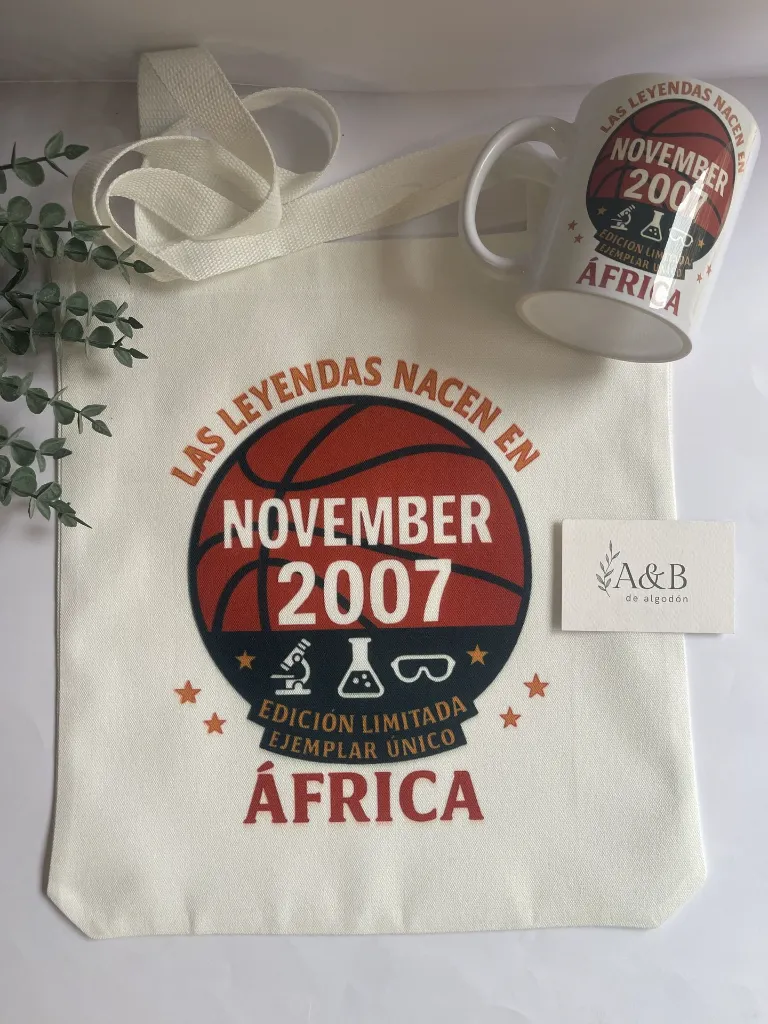 LAS LEYENDAS NACEN EN
NOVEMBER
2007
EDICIÓN LIMITADA
EJEMPLAR ÚNICO
ÁFRICA
LAS LEYENDAS NACEN EN
NOVEMBER
2007
EDICIÓN LIMITADA
EJEMPLAR ÚNICO
ÁFRICA
A&B
de algodón